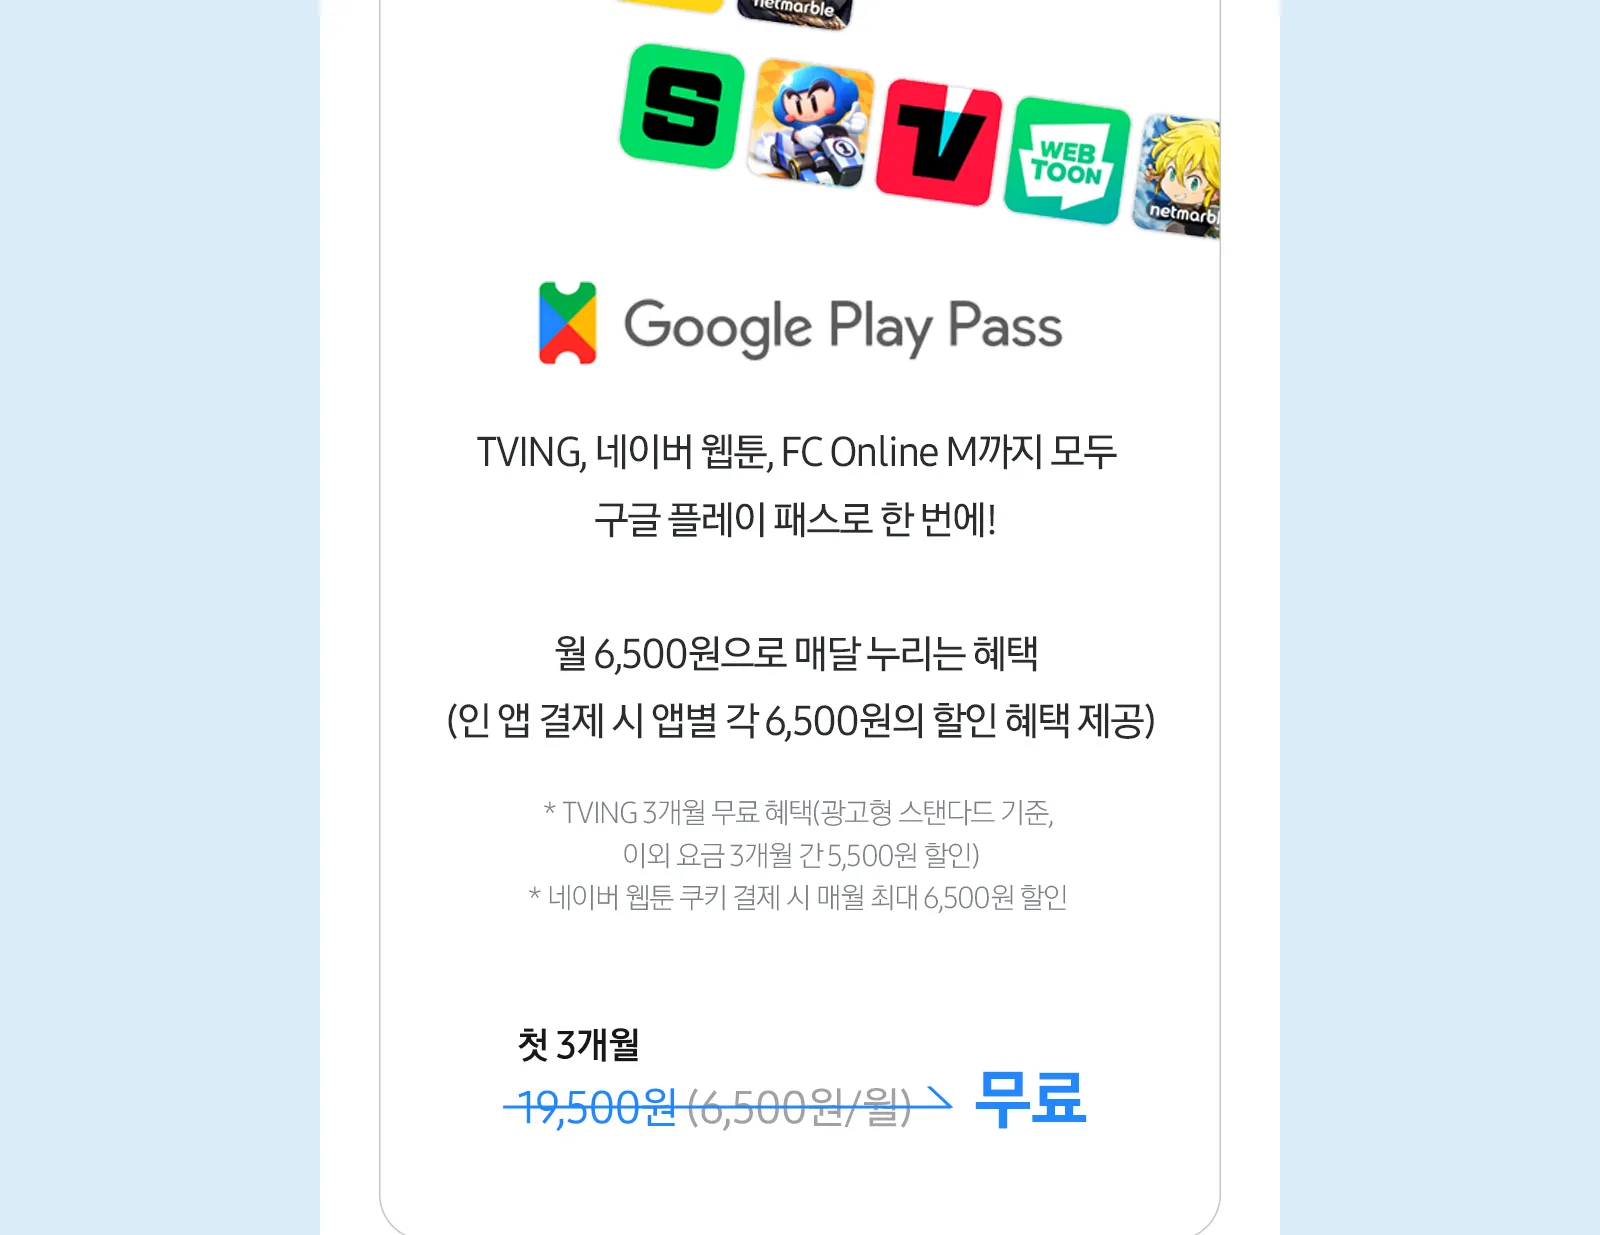 netmarble
S
1
TV
WEB
TOON
netmarbl
Google Play Pass
TVING, 네이버 웹툰, FC Online M까지 모두
구글 플레이 패스로 한 번에!
월 6,500원으로 매달 누리는 혜택
(인 앱 결제 시 앱별 각 6,500원의 할인 혜택 제공)
* TVING 3개월 무료 혜택(광고형 스탠다드 기준,
이외 요금 3개월 간 5,500원 할인)
* 네이버 웹툰 쿠키 결제 시 매월 최대 6,500원 할인
첫 3개월
19,500원 (6,500원/월) 무료